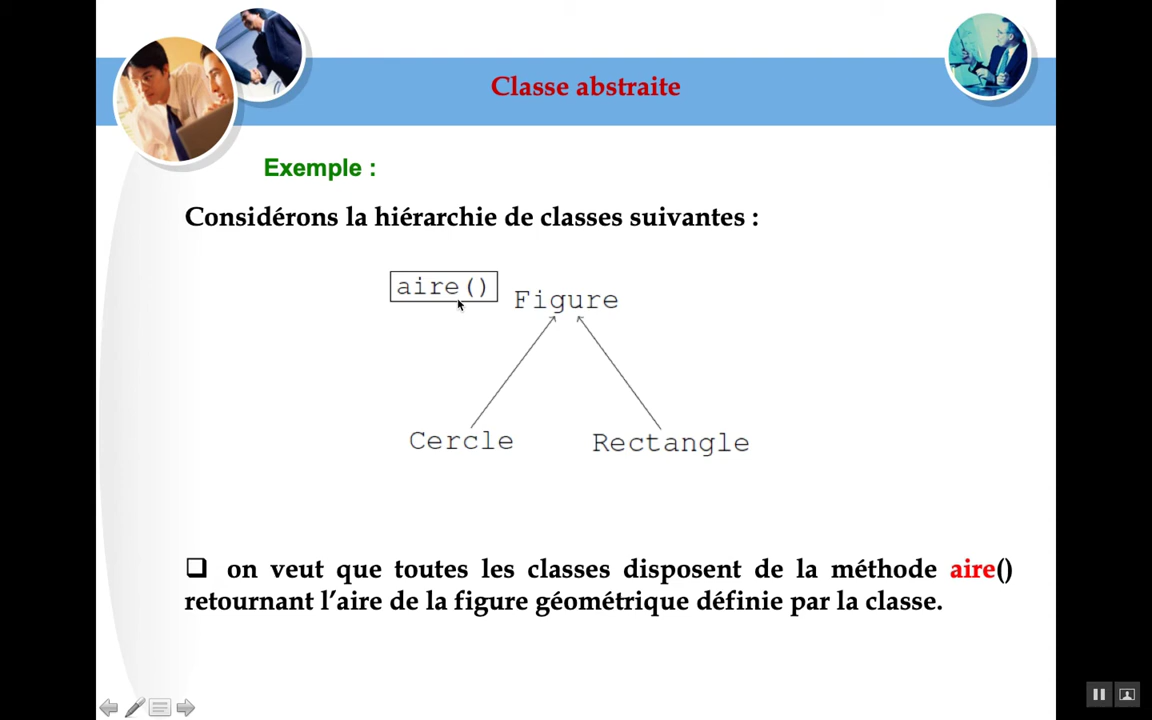 Classe abstraite
Exemple :
Considérons la hiérarchie de classes suivantes :
aire()
Figure
Cercle
Rectangle
on veut que toutes les classes disposent de la méthode aire()
retournant l’aire de la figure géométrique définie par la classe.